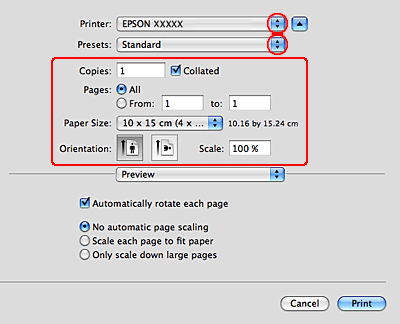 Printer: EPSON XXXXX
Presets: Standard
Copies: 1 Collated
Pages: All
From: 1 to: 1
Paper Size: 10 x 15 cm (4 x ... 10.16 by 15.24 cm
Orientation: Scale: 100 %
Preview
Automatically rotate each page
No automatic page scaling
Scale each page to fit paper
Only scale down large pages
Cancel Print